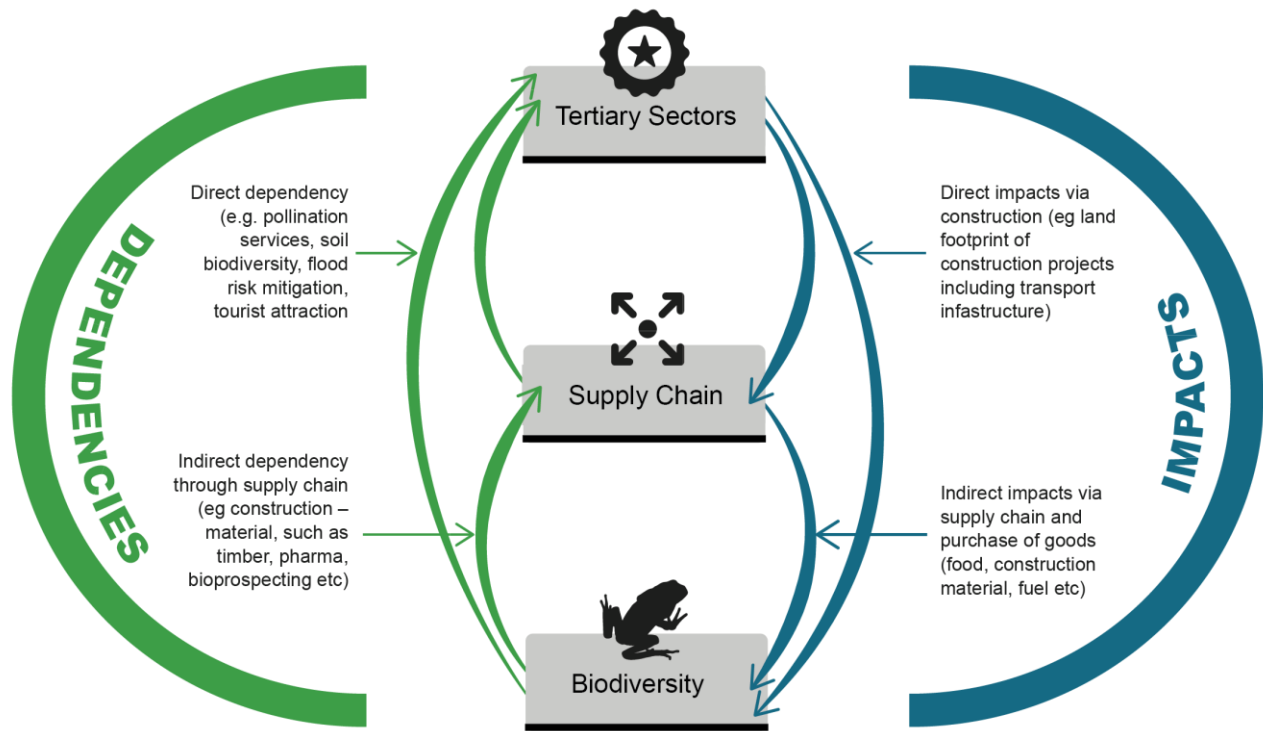 Tertiary Sectors
DEPENDENCIES
Direct dependency
(e.g. pollination
services, soil
biodiversity, flood
risk mitigation,
tourist attraction
Direct impacts via
construction (eg land
footprint of
construction projects
including transport
infastructure)
IMPACTS
Supply Chain
Indirect dependency
through supply chain
(eg construction –
material, such as
timber, pharma,
bioprospecting etc)
Indirect impacts via
supply chain and
purchase of goods
(food, construction
material, fuel etc)
Biodiversity